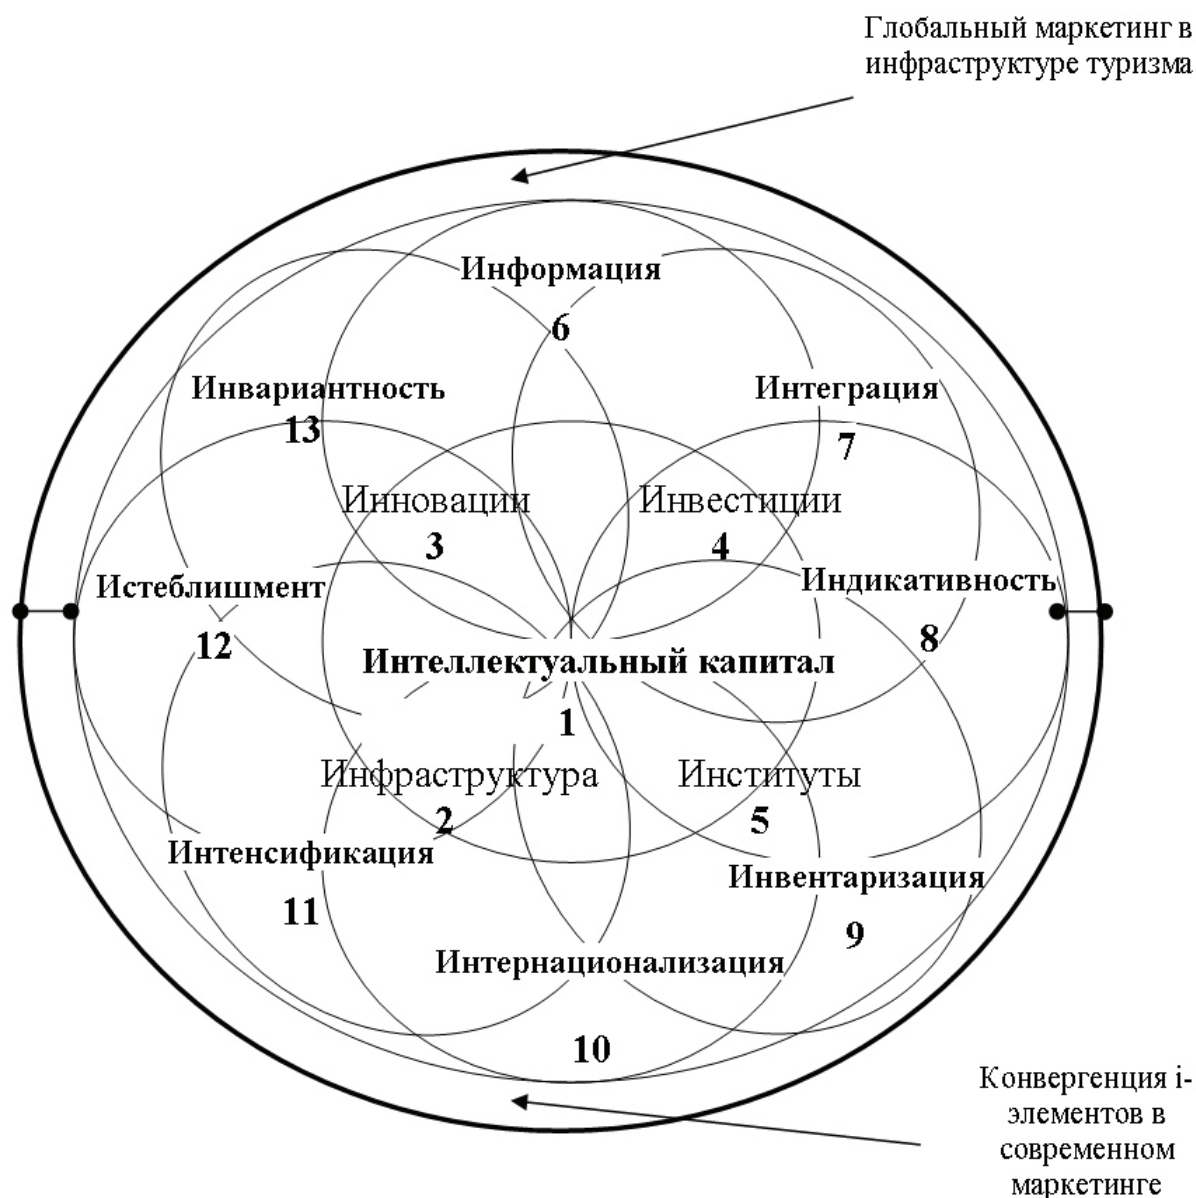 Глобальный маркетинг в
инфраструктуре туризма
Информация
6
Инвариантность
13
Интеграция
7
Инновации
3
Инвестиции
4
Истеблишмент
12
Индикативность
8
Интеллектуальный капитал
1
Инфраструктура
2
Институты
5
Интенсификация
11
Инвентаризация
9
Интернационализация
10
Конвергенция i-
элементов в
современном
маркетинге